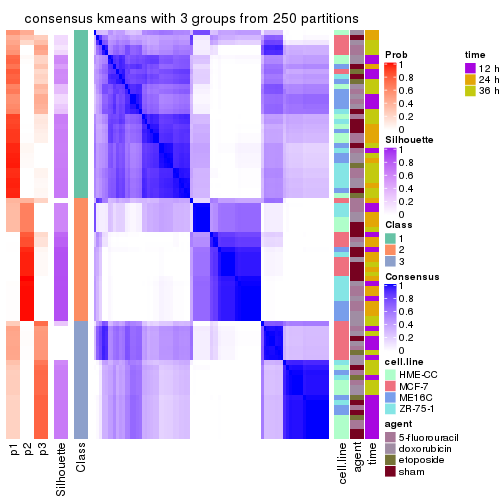 consensus kmeans with 3 groups from 250 partitions
Prob
1
0.8
0.6
0.4
0.2
0
Silhouette
1
0.8
0.6
0.4
0.2
0
Class
1
2
3
Consensus
1
0.8
0.6
0.4
0.2
0
cell.line
HME-CC
MCF-7
ME16C
ZR-75-1
agent
5-fluorouracil
doxorubicin
etoposide
sham
time
12 h
24 h
36 h
p1
p2
p3
Silhouette
Class
cell.line
agent
time